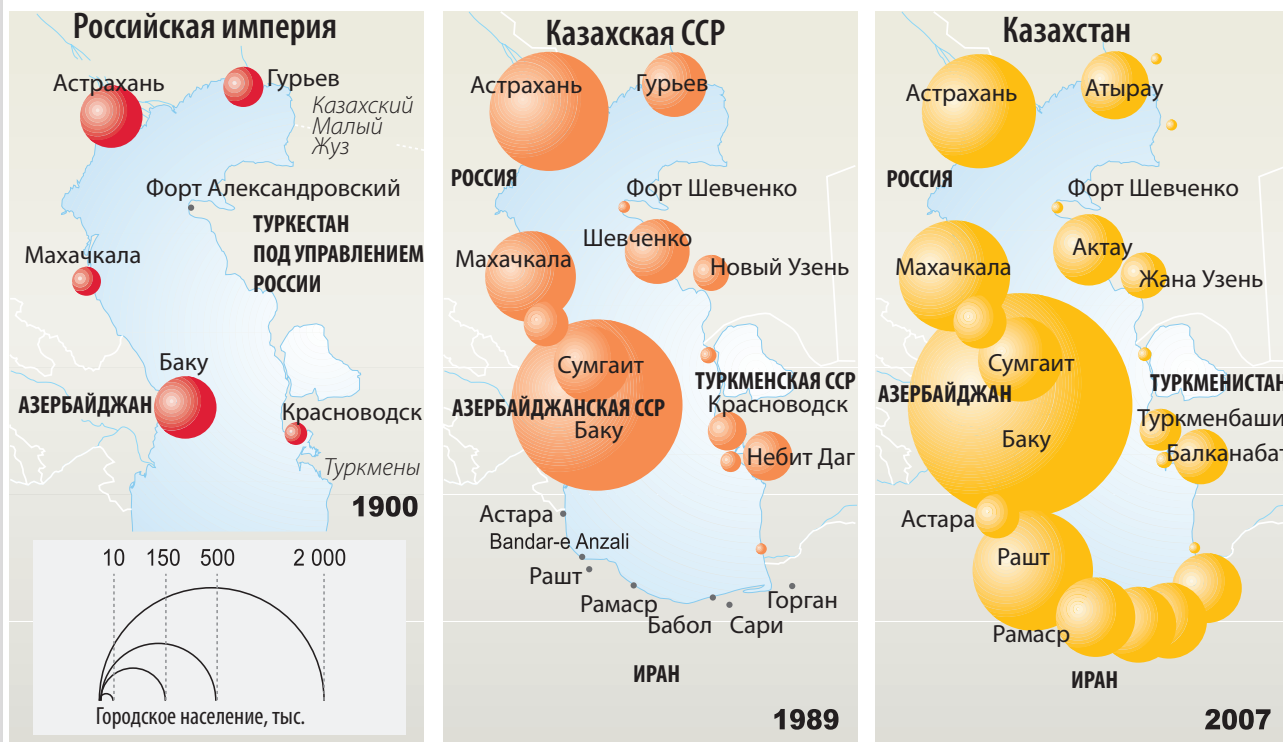 Российская империя
Астрахань
Гурьев
Казахский
Малый
Жуз
Форт Александровский
ТУРКЕСТАН
ПОД УПРАВЛЕНИЕМ
РОССИИ
Махачкала
Баку
АЗЕРБАЙДЖАН
Красноводск
Туркмены
1900
10 150 500 2 000
Городское население, тыс.
Казахская ССР
Астрахань
Гурьев
РОССИЯ
Форт Шевченко
Шевченко
Махачкала
Новый Узень
Сумгаит
ТУРКМЕНСКАЯ ССР
АЗЕРБАЙДЖАНСКАЯ ССР
Красноводск
Баку
Небит Даг
Астара
Bandar-e Anzali
Рашт
Рамаср
Бабол
Сари
Горган
ИРАН
1989
Казахстан
Астрахань
Атырау
РОССИЯ
Форт Шевченко
Актау
Махачкала
Жана Узень
Сумгаит
ТУРКМЕНИСТАН
АЗЕРБАЙДЖАН
Туркменбаши
Баку
Балканабат
Астара
Рашт
Рамаср
ИРАН
2007